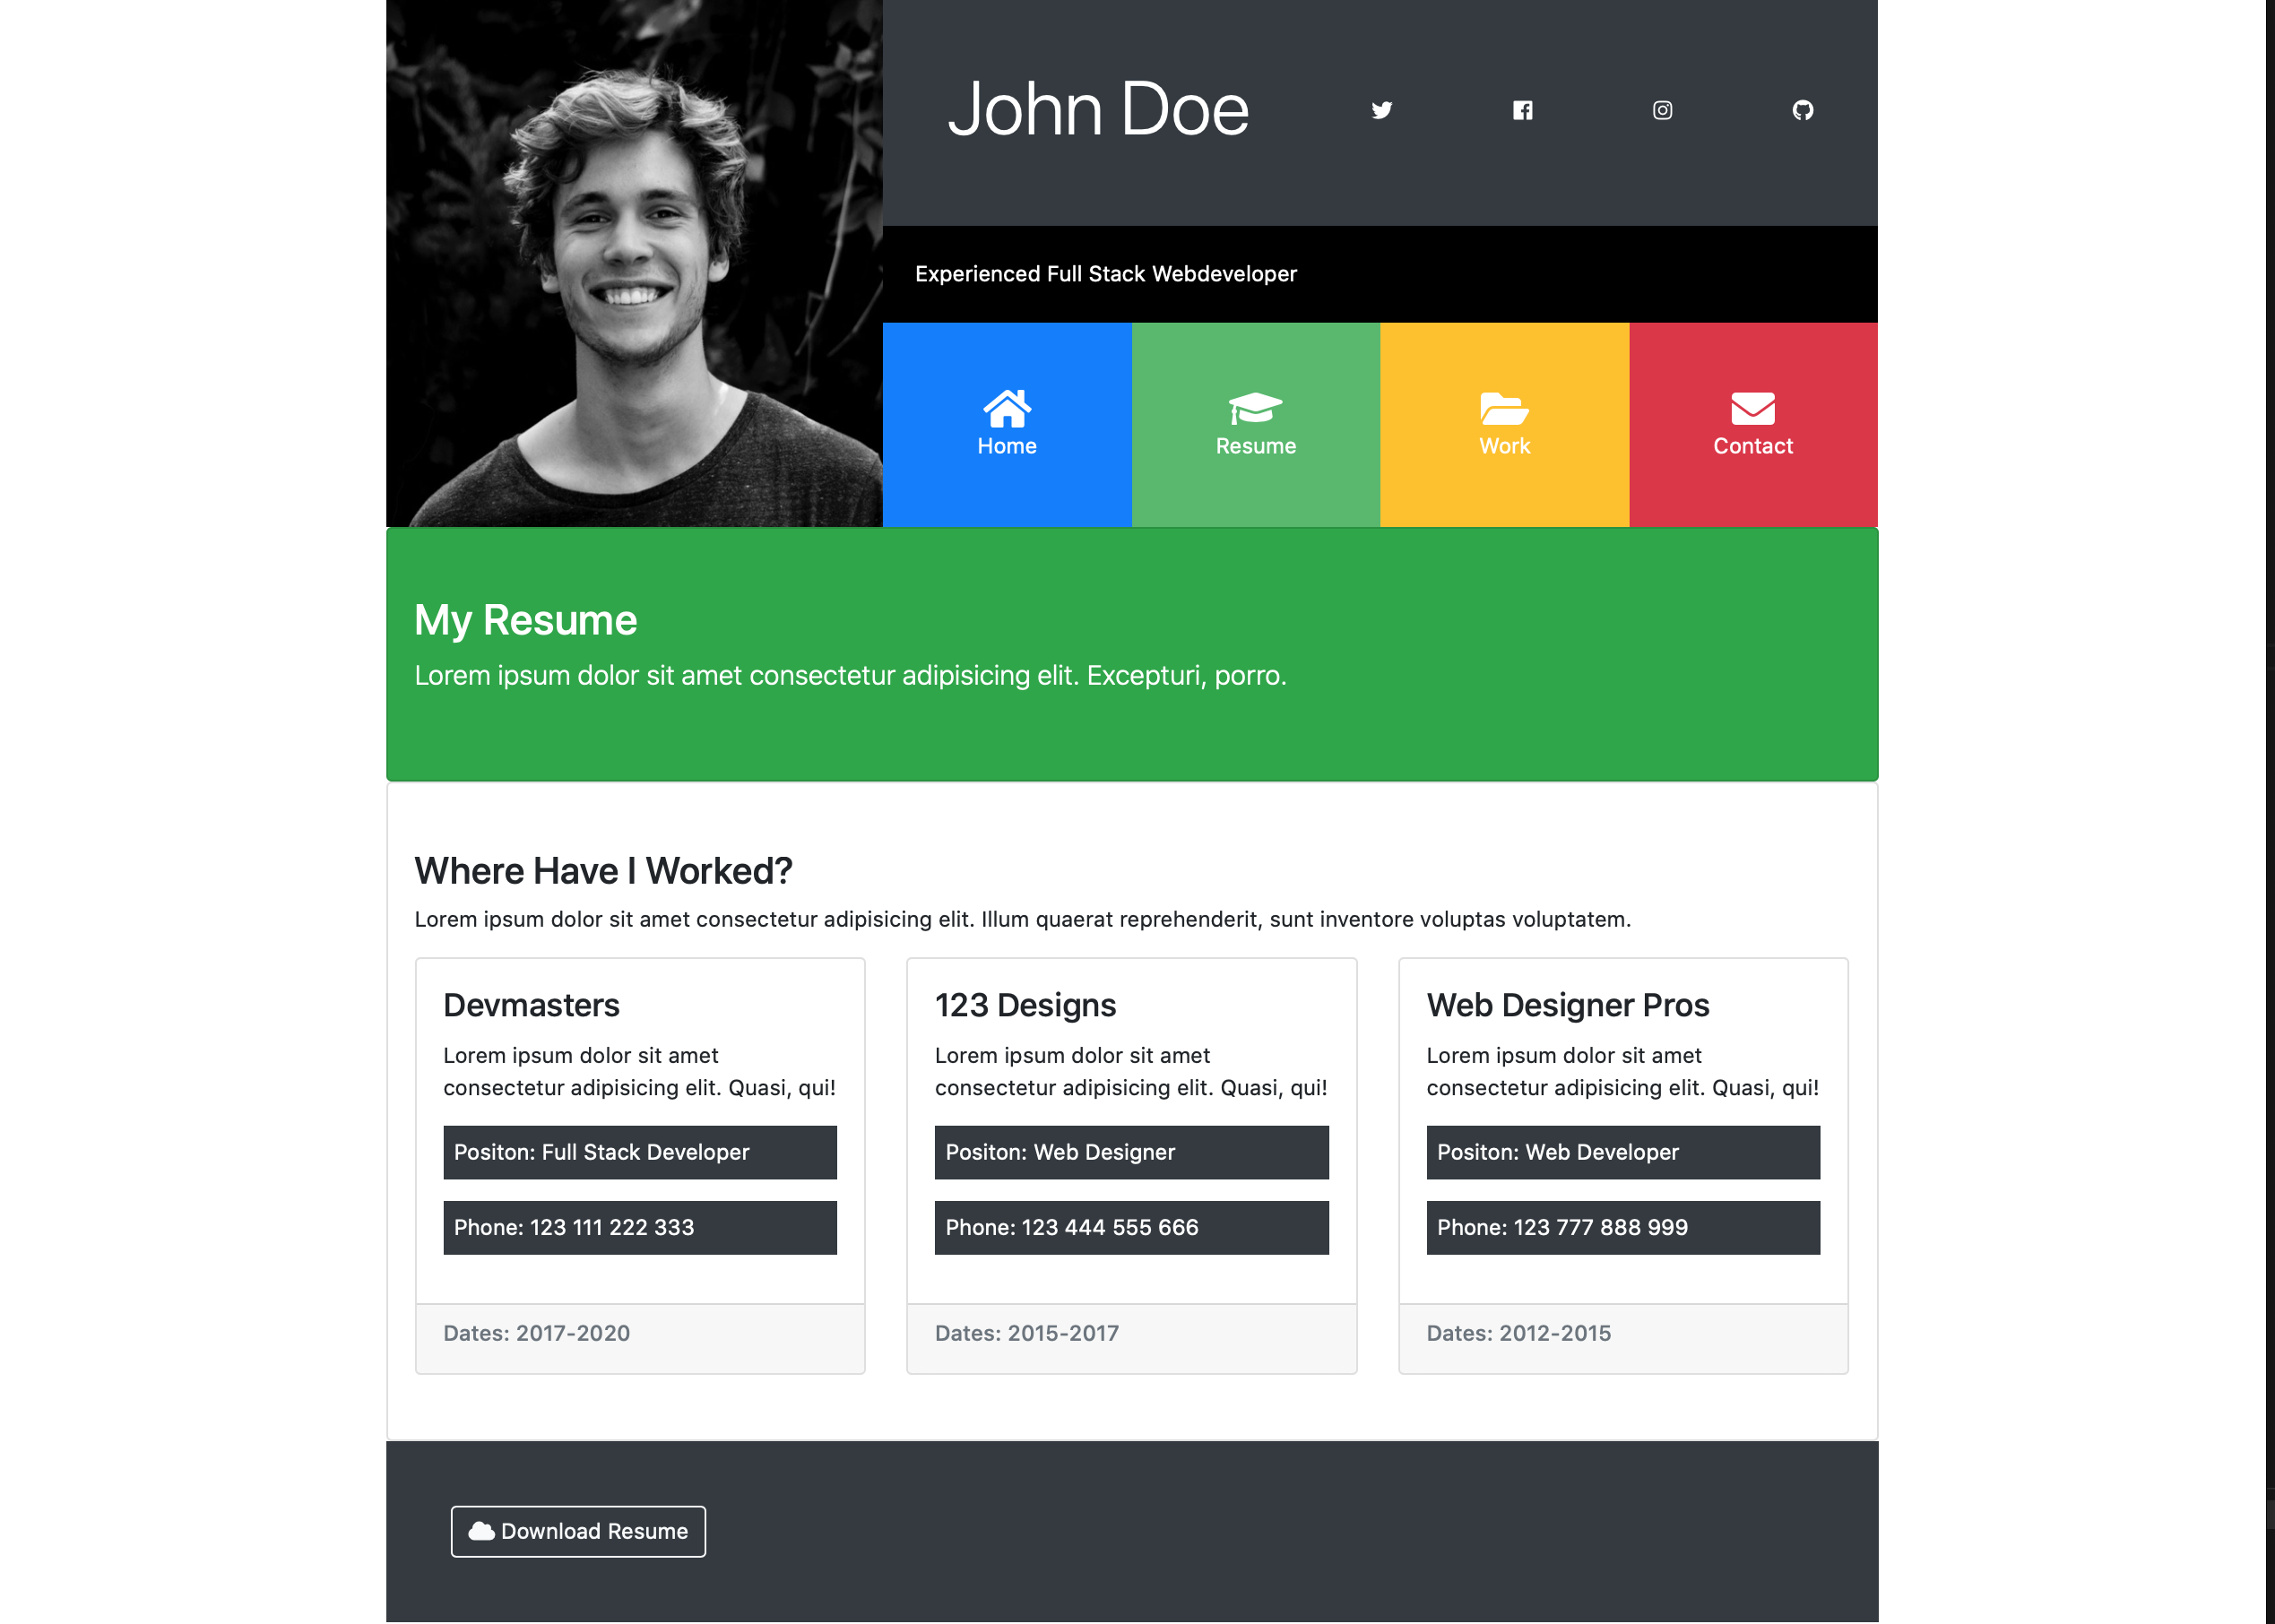 John Doe
Experienced Full Stack Webdeveloper
Home
Resume
Work
Contact
My Resume
Lorem ipsum dolor sit amet consectetur adipisicing elit. Excepturi, porro.
Where Have I Worked?
Lorem ipsum dolor sit amet consectetur adipisicing elit. Illum quaerat reprehenderit, sunt inventore voluptas voluptatem.
Devmasters
Lorem ipsum dolor sit amet
consectetur adipisicing elit. Quasi, qui!
Positon: Full Stack Developer
Phone: 123 111 222 333
Dates: 2017-2020
123 Designs
Lorem ipsum dolor sit amet
consectetur adipisicing elit. Quasi, qui!
Positon: Web Designer
Phone: 123 444 555 666
Dates: 2015-2017
Web Designer Pros
Lorem ipsum dolor sit amet
consectetur adipisicing elit. Quasi, qui!
Positon: Web Developer
Phone: 123 777 888 999
Dates: 2012-2015
Download Resume